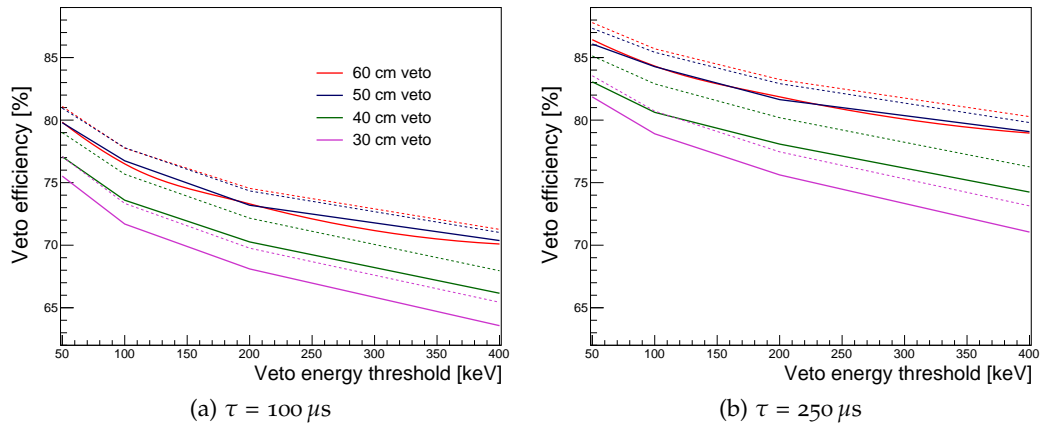 Veto efficiency [%]
85
80
75
70
65
60 cm veto
50 cm veto
40 cm veto
30 cm veto
50 100 150 200 250 300 350 400
Veto energy threshold [keV]
(a) τ = 100 μs
Veto efficiency [%]
85
80
75
70
65
50 100 150 200 250 300 350 400
Veto energy threshold [keV]
(b) τ = 250 μs